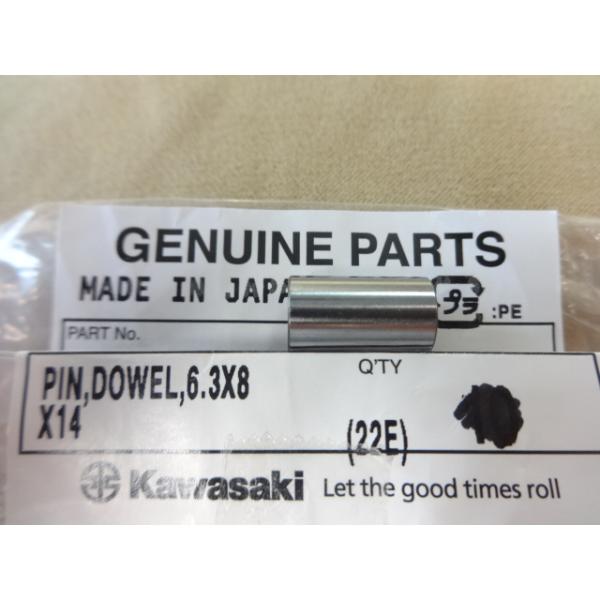 GENUINE PARTS
MADE IN JAPA
プラ
:PE
PART No.
Q'TY
PIN,DOWEL,6.3X8
X14
(22E)
Kawasaki Let the good times roll